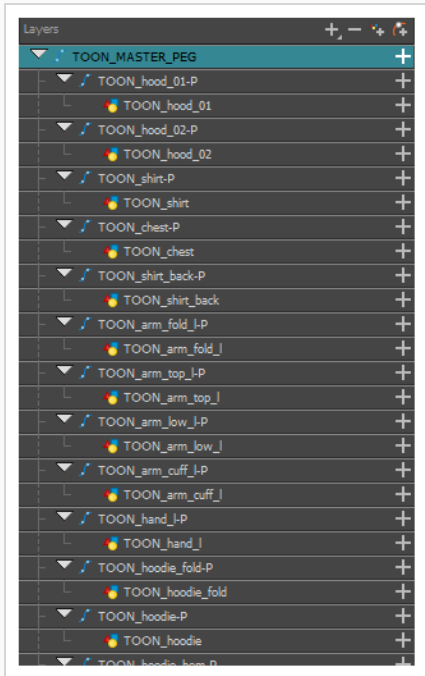 Layers
TOON_MASTER_PEG
TOON_hood_01-P
TOON_hood_01
TOON_hood_02-P
TOON_hood_02
TOON_shirt-P
TOON_shirt
TOON_chest-P
TOON_chest
TOON_shirt_back-P
TOON_shirt_back
TOON_arm_fold_l-P
TOON_arm_fold_l
TOON_arm_top_l-P
TOON_arm_top_l
TOON_arm_low_l-P
TOON_arm_low_l
TOON_arm_cuff_l-P
TOON_arm_cuff_l
TOON_hand_l-P
TOON_hand_l
TOON_hoodie_fold-P
TOON_hoodie_fold
TOON_hoodie-P
TOON_hoodie
TOON_hoodie_hem-P